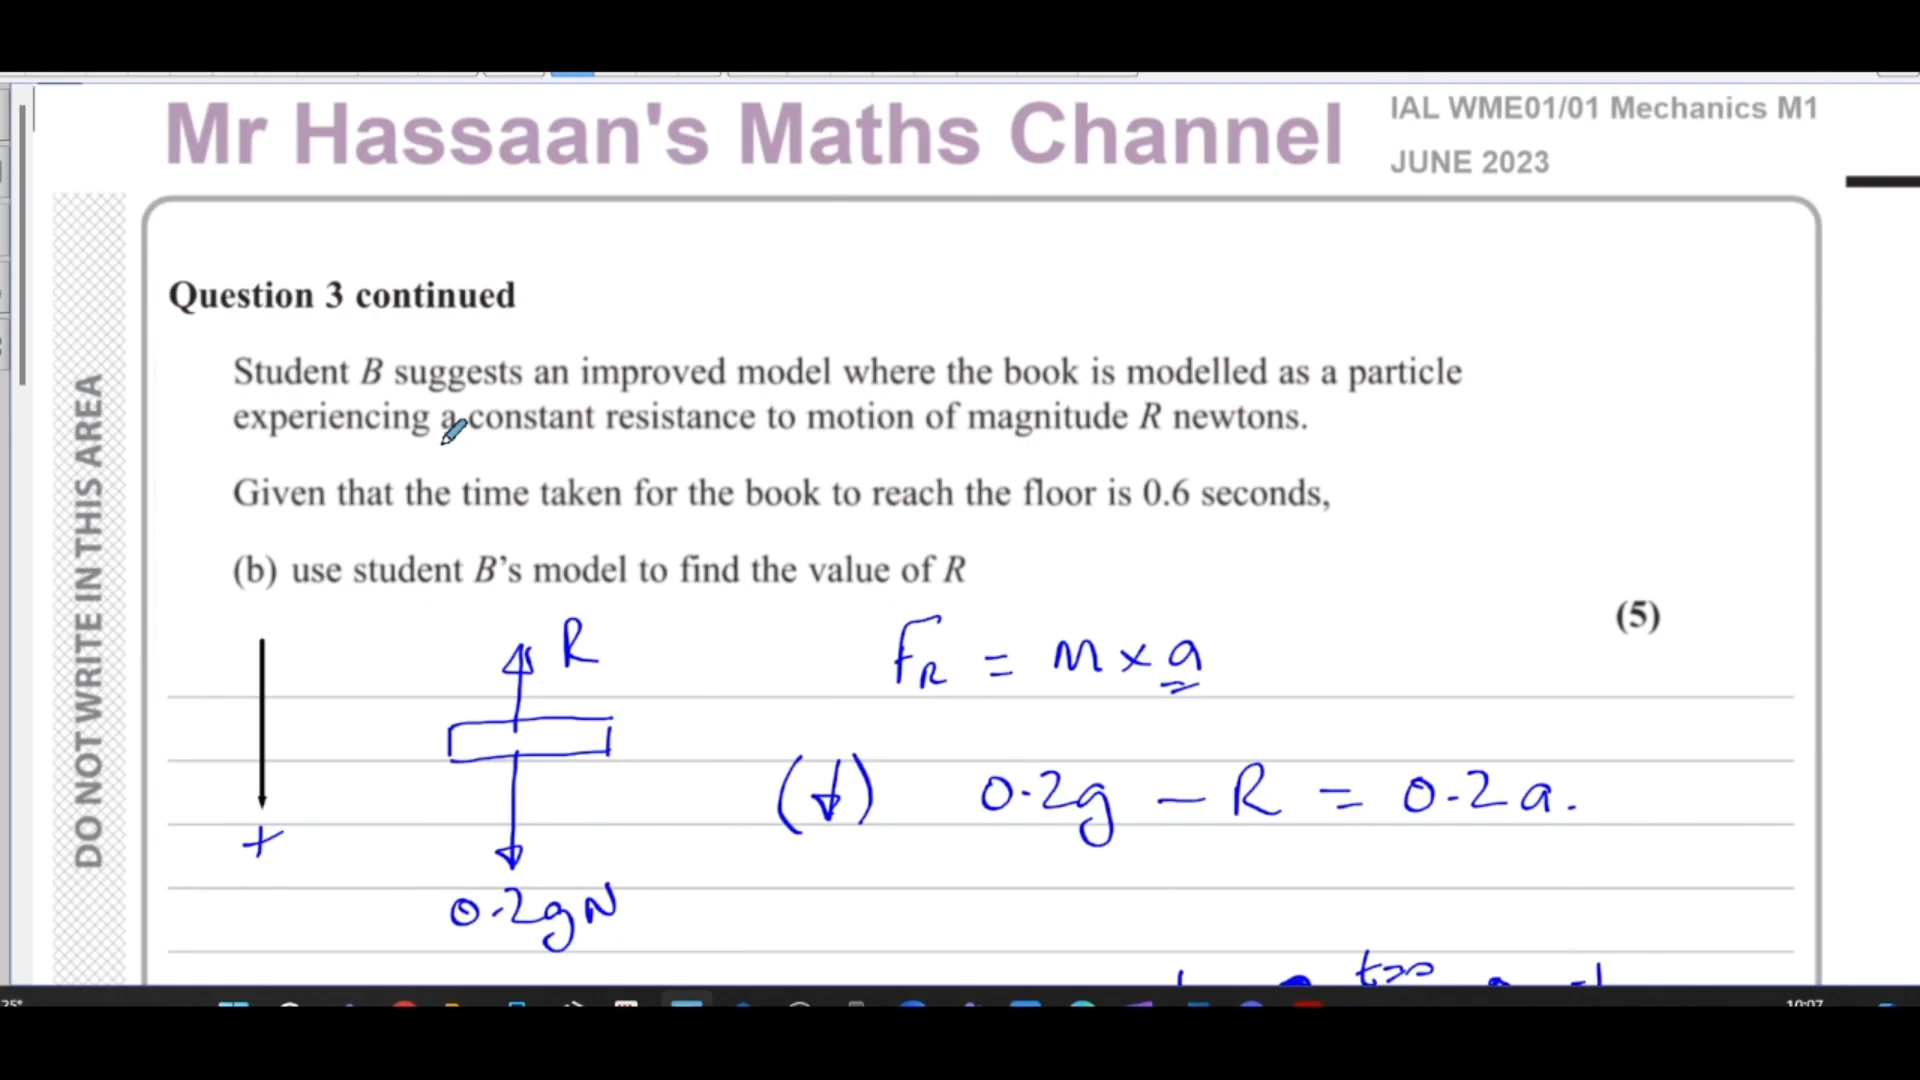 Mr Hassaan's Maths Channel
IAL WME01/01 Mechanics M1
JUNE 2023
DO NOT WRITE IN THIS AREA
Question 3 continued
Student B suggests an improved model where the book is modelled as a particle
experiencing a constant resistance to motion of magnitude R newtons.
Given that the time taken for the book to reach the floor is 0.6 seconds,
(b) use student B’s model to find the value of R
(5)
R
F_R = m × a
(↓) 0.2g − R = 0.2a.
+
0.2g N